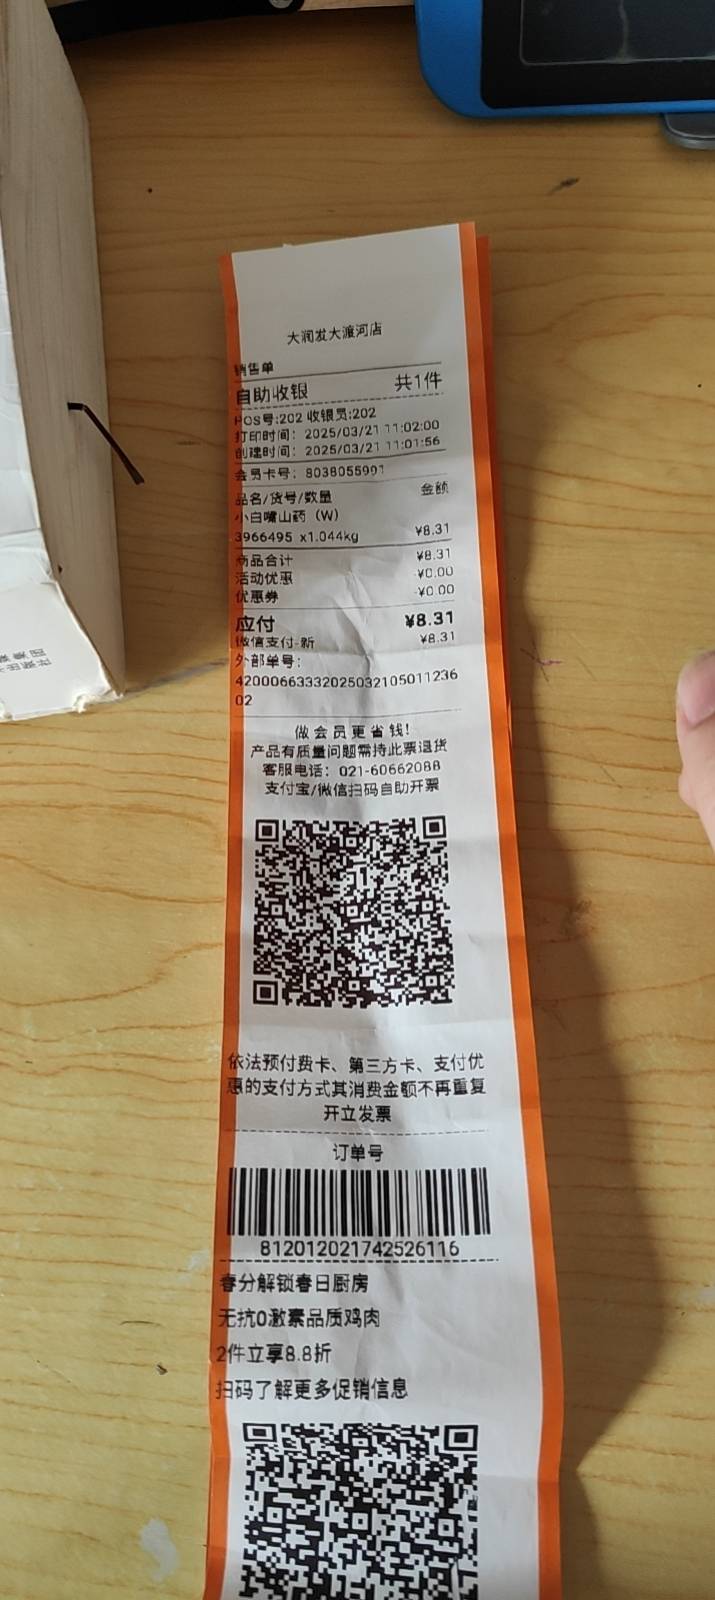 大润发大渡河店
销售单
自助收银 共1件
POS号:202 收银员:202
打印时间：2025/03/21 11:02:00
创建时间：2025/03/21 11:01:56
会员卡号：8038055901
品名/货号/数量 金额
小白嘴山药（W）
3966495 x1.044kg ¥8.31
商品合计 ¥8.31
活动优惠 -¥0.00
优惠券 -¥0.00
应付 ¥8.31
微信支付-新 ¥8.31
外部单号：
42000663332025032105011236
02
做会员更省钱!
产品有质量问题需持此票退货
客服电话：021-60662088
支付宝/微信扫码自助开票
依法预付费卡、第三方卡、支付优
惠的支付方式其消费金额不再重复
开立发票
订单号
812012021742526116
春分解锁春日厨房
无抗0激素品质鸡肉
2件立享8.8折
扫码了解更多促销信息